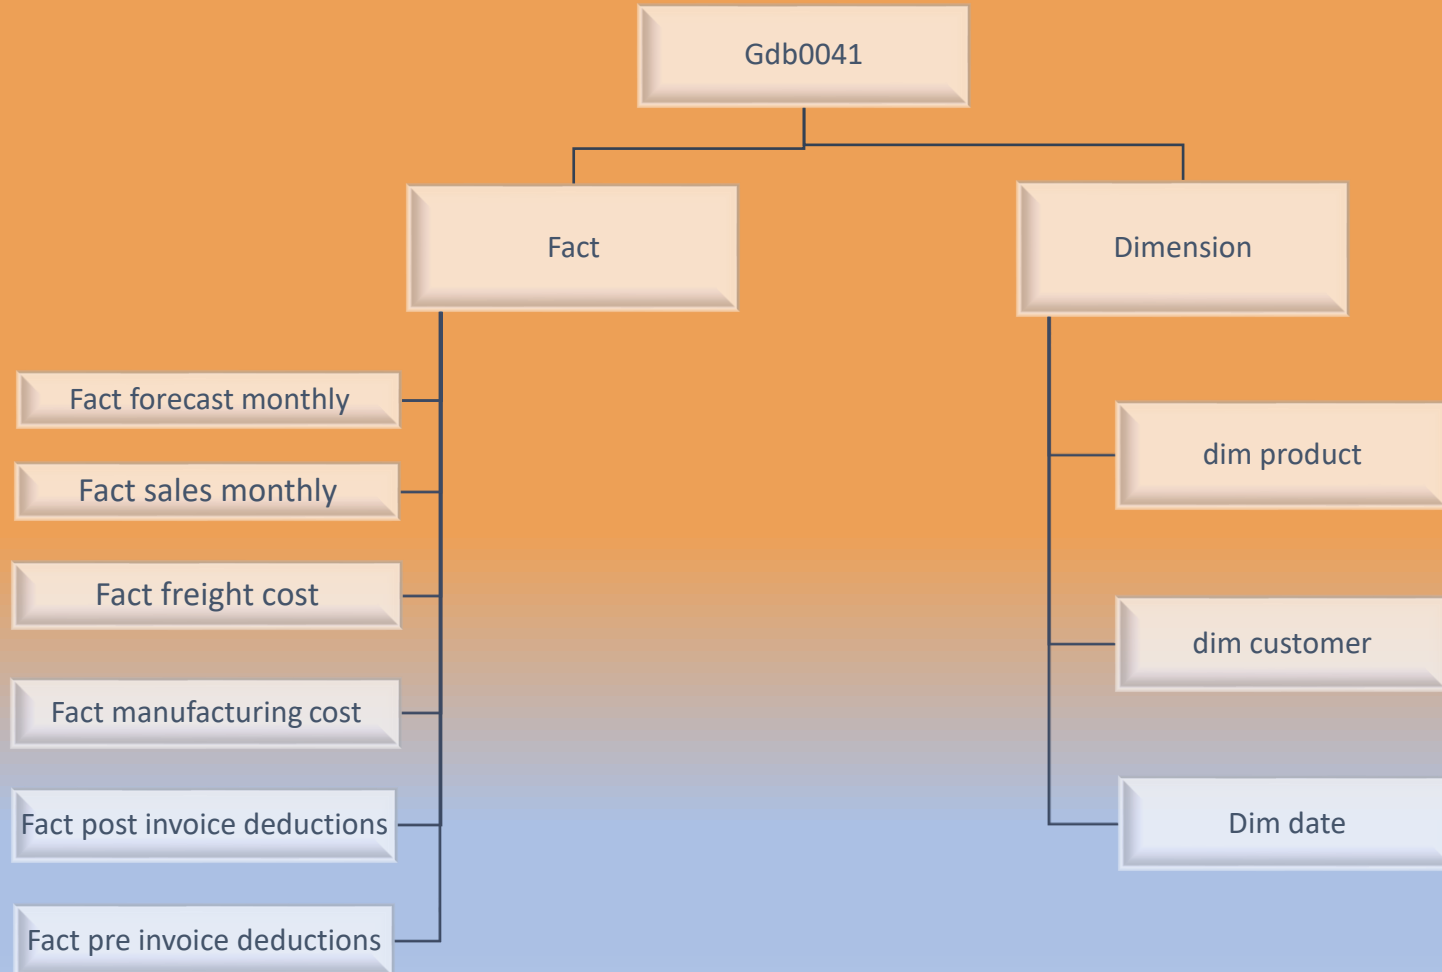 Gdb0041
Fact
Dimension
Fact forecast monthly
Fact sales monthly
Fact freight cost
Fact manufacturing cost
Fact post invoice deductions
Fact pre invoice deductions
dim product
dim customer
Dim date